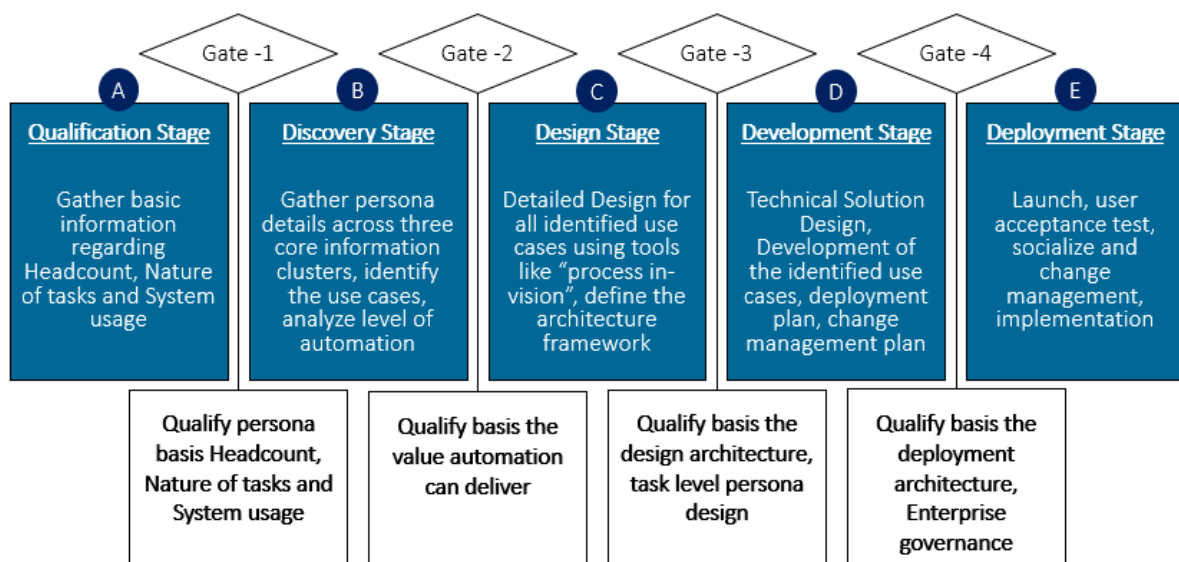 Gate -1
Gate -2
Gate -3
Gate -4
A
B
C
D
E
Qualification Stage
Gather basic
information
regarding
Headcount, Nature
of tasks and System
usage
Discovery Stage
Gather persona
details across three
core information
clusters, identify
the use cases,
analyze level of
automation
Design Stage
Detailed Design for
all identified use
cases using tools
like “process in-
vision”, define the
architecture
framework
Development Stage
Technical Solution
Design,
Development of
the identified use
cases, deployment
plan, change
management plan
Deployment Stage
Launch, user
acceptance test,
socialize and
change
management,
implementation
Qualify persona
basis Headcount,
Nature of tasks and
System usage
Qualify basis the
value automation
can deliver
Qualify basis the
design architecture,
task level persona
design
Qualify basis the
deployment
architecture,
Enterprise
governance